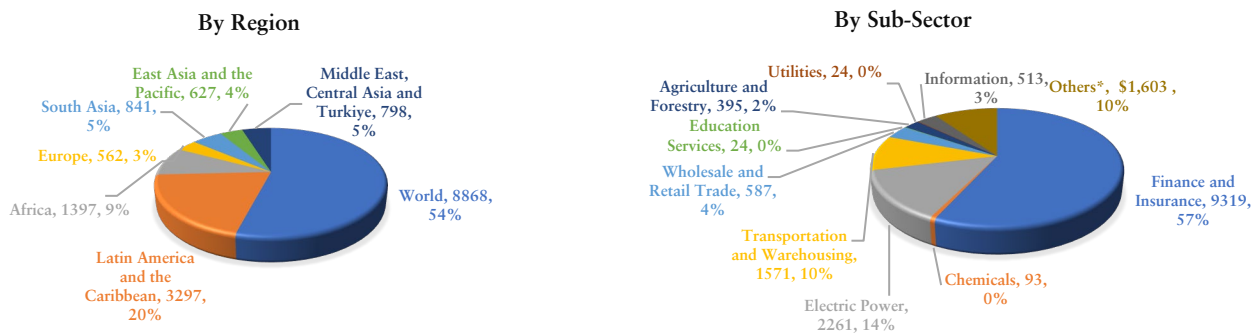 By Region
East Asia and the
Pacific, 627, 4%
Middle East,
Central Asia and
Turkiye, 798,
5%
South Asia, 841,
5%
Europe, 562, 3%
Africa, 1397, 9%
World, 8868,
54%
Latin America
and the
Caribbean, 3297,
20%
By Sub-Sector
Utilities, 24, 0%
Information, 513,
3%
Others*, $1,603 ,
10%
Agriculture and
Forestry, 395, 2%
Education
Services, 24, 0%
Wholesale and
Retail Trade, 587,
4%
Finance and
Insurance, 9319,
57%
Transportation
and Warehousing,
1571, 10%
Chemicals, 93,
0%
Electric Power,
2261, 14%